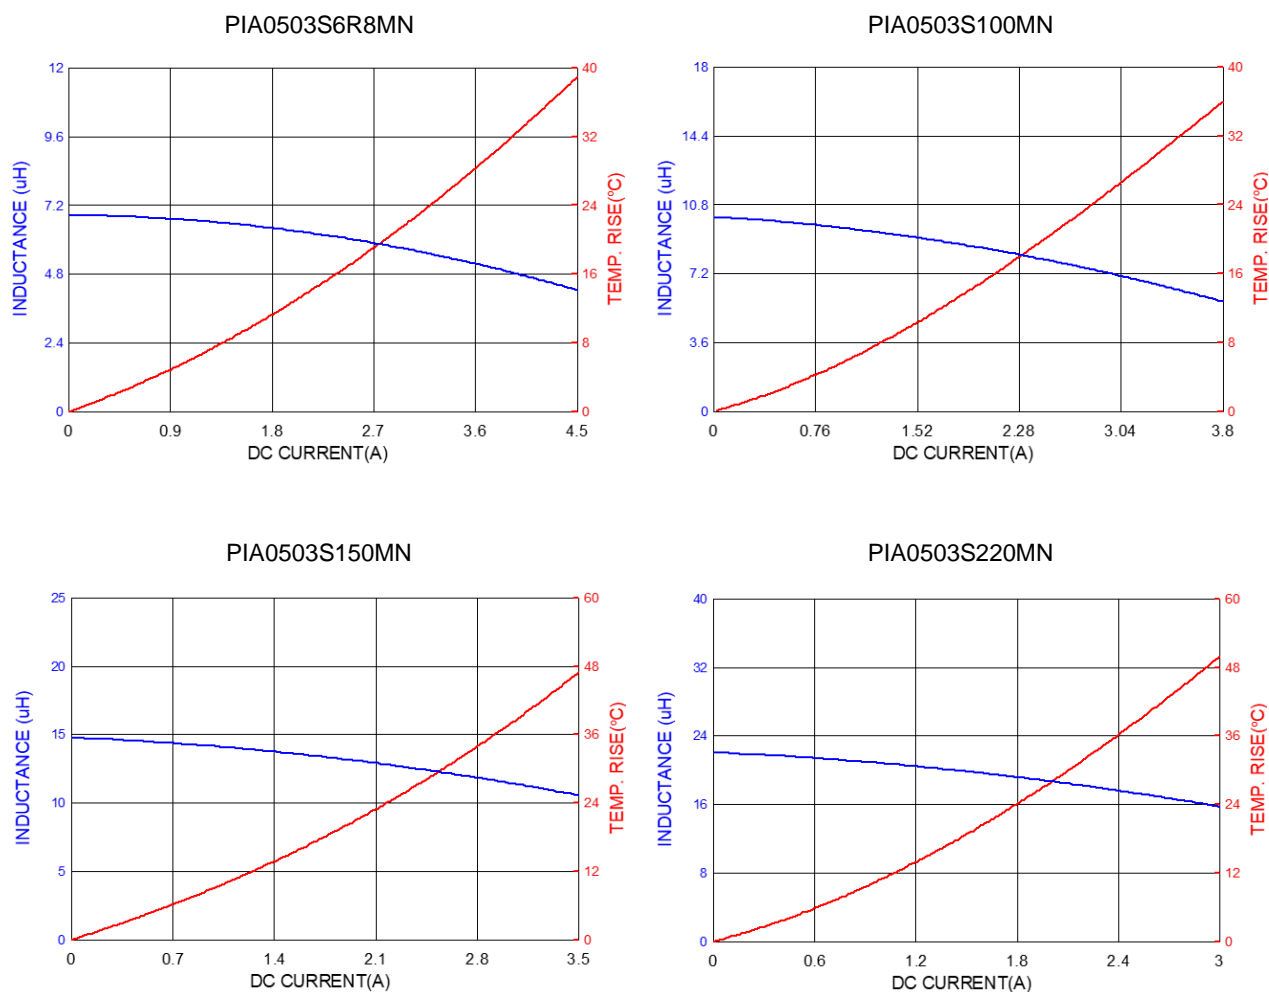 PIA0503S6R8MN
12
9.6
7.2
4.8
2.4
0
INDUCTANCE (uH)
40
32
24
16
8
0
TEMP. RISE(ºC)
0 0.9 1.8 2.7 3.6 4.5
DC CURRENT(A)
PIA0503S100MN
18
14.4
10.8
7.2
3.6
0
INDUCTANCE (uH)
40
32
24
16
8
0
TEMP. RISE(ºC)
0 0.76 1.52 2.28 3.04 3.8
DC CURRENT(A)
PIA0503S150MN
25
20
15
10
5
0
INDUCTANCE (uH)
60
48
36
24
12
0
TEMP. RISE(ºC)
0 0.7 1.4 2.1 2.8 3.5
DC CURRENT(A)
PIA0503S220MN
40
32
24
16
8
0
INDUCTANCE (uH)
60
48
36
24
12
0
TEMP. RISE(ºC)
0 0.6 1.2 1.8 2.4 3
DC CURRENT(A)